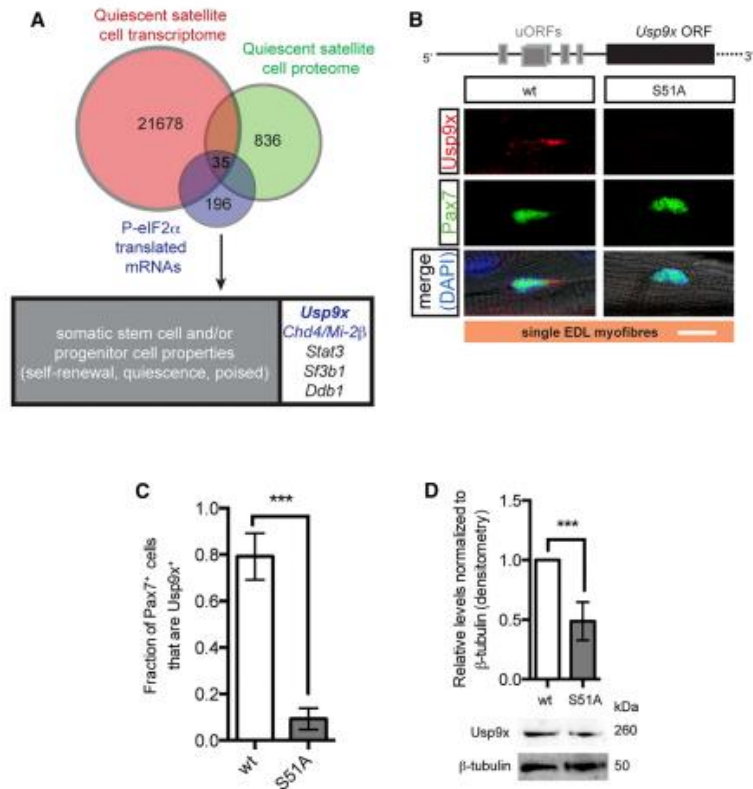 A
Quiescent satellite
cell transcriptome
Quiescent satellite
cell proteome
21678
836
35
196
P-eIF2α
translated
mRNAs
somatic stem cell and/or
progenitor cell properties
(self-renewal, quiescence, poised)
Usp9x
Chd4/Mi-2β
Stat3
Sf3b1
Ddb1
B
uORFs
Usp9x ORF
5'
3'
wt
S51A
Usp9x
Pax7
merge
(DAPI)
single EDL myofibres
C
***
Fraction of Pax7⁺ cells
that are Usp9x⁺
1.0
0.8
0.6
0.4
0.2
0.0
wt
S51A
D
***
Relative levels normalized to
β-tubulin (densitometry)
1.5
1.0
0.5
0.0
wt
S51A
kDa
Usp9x
260
β-tubulin
50